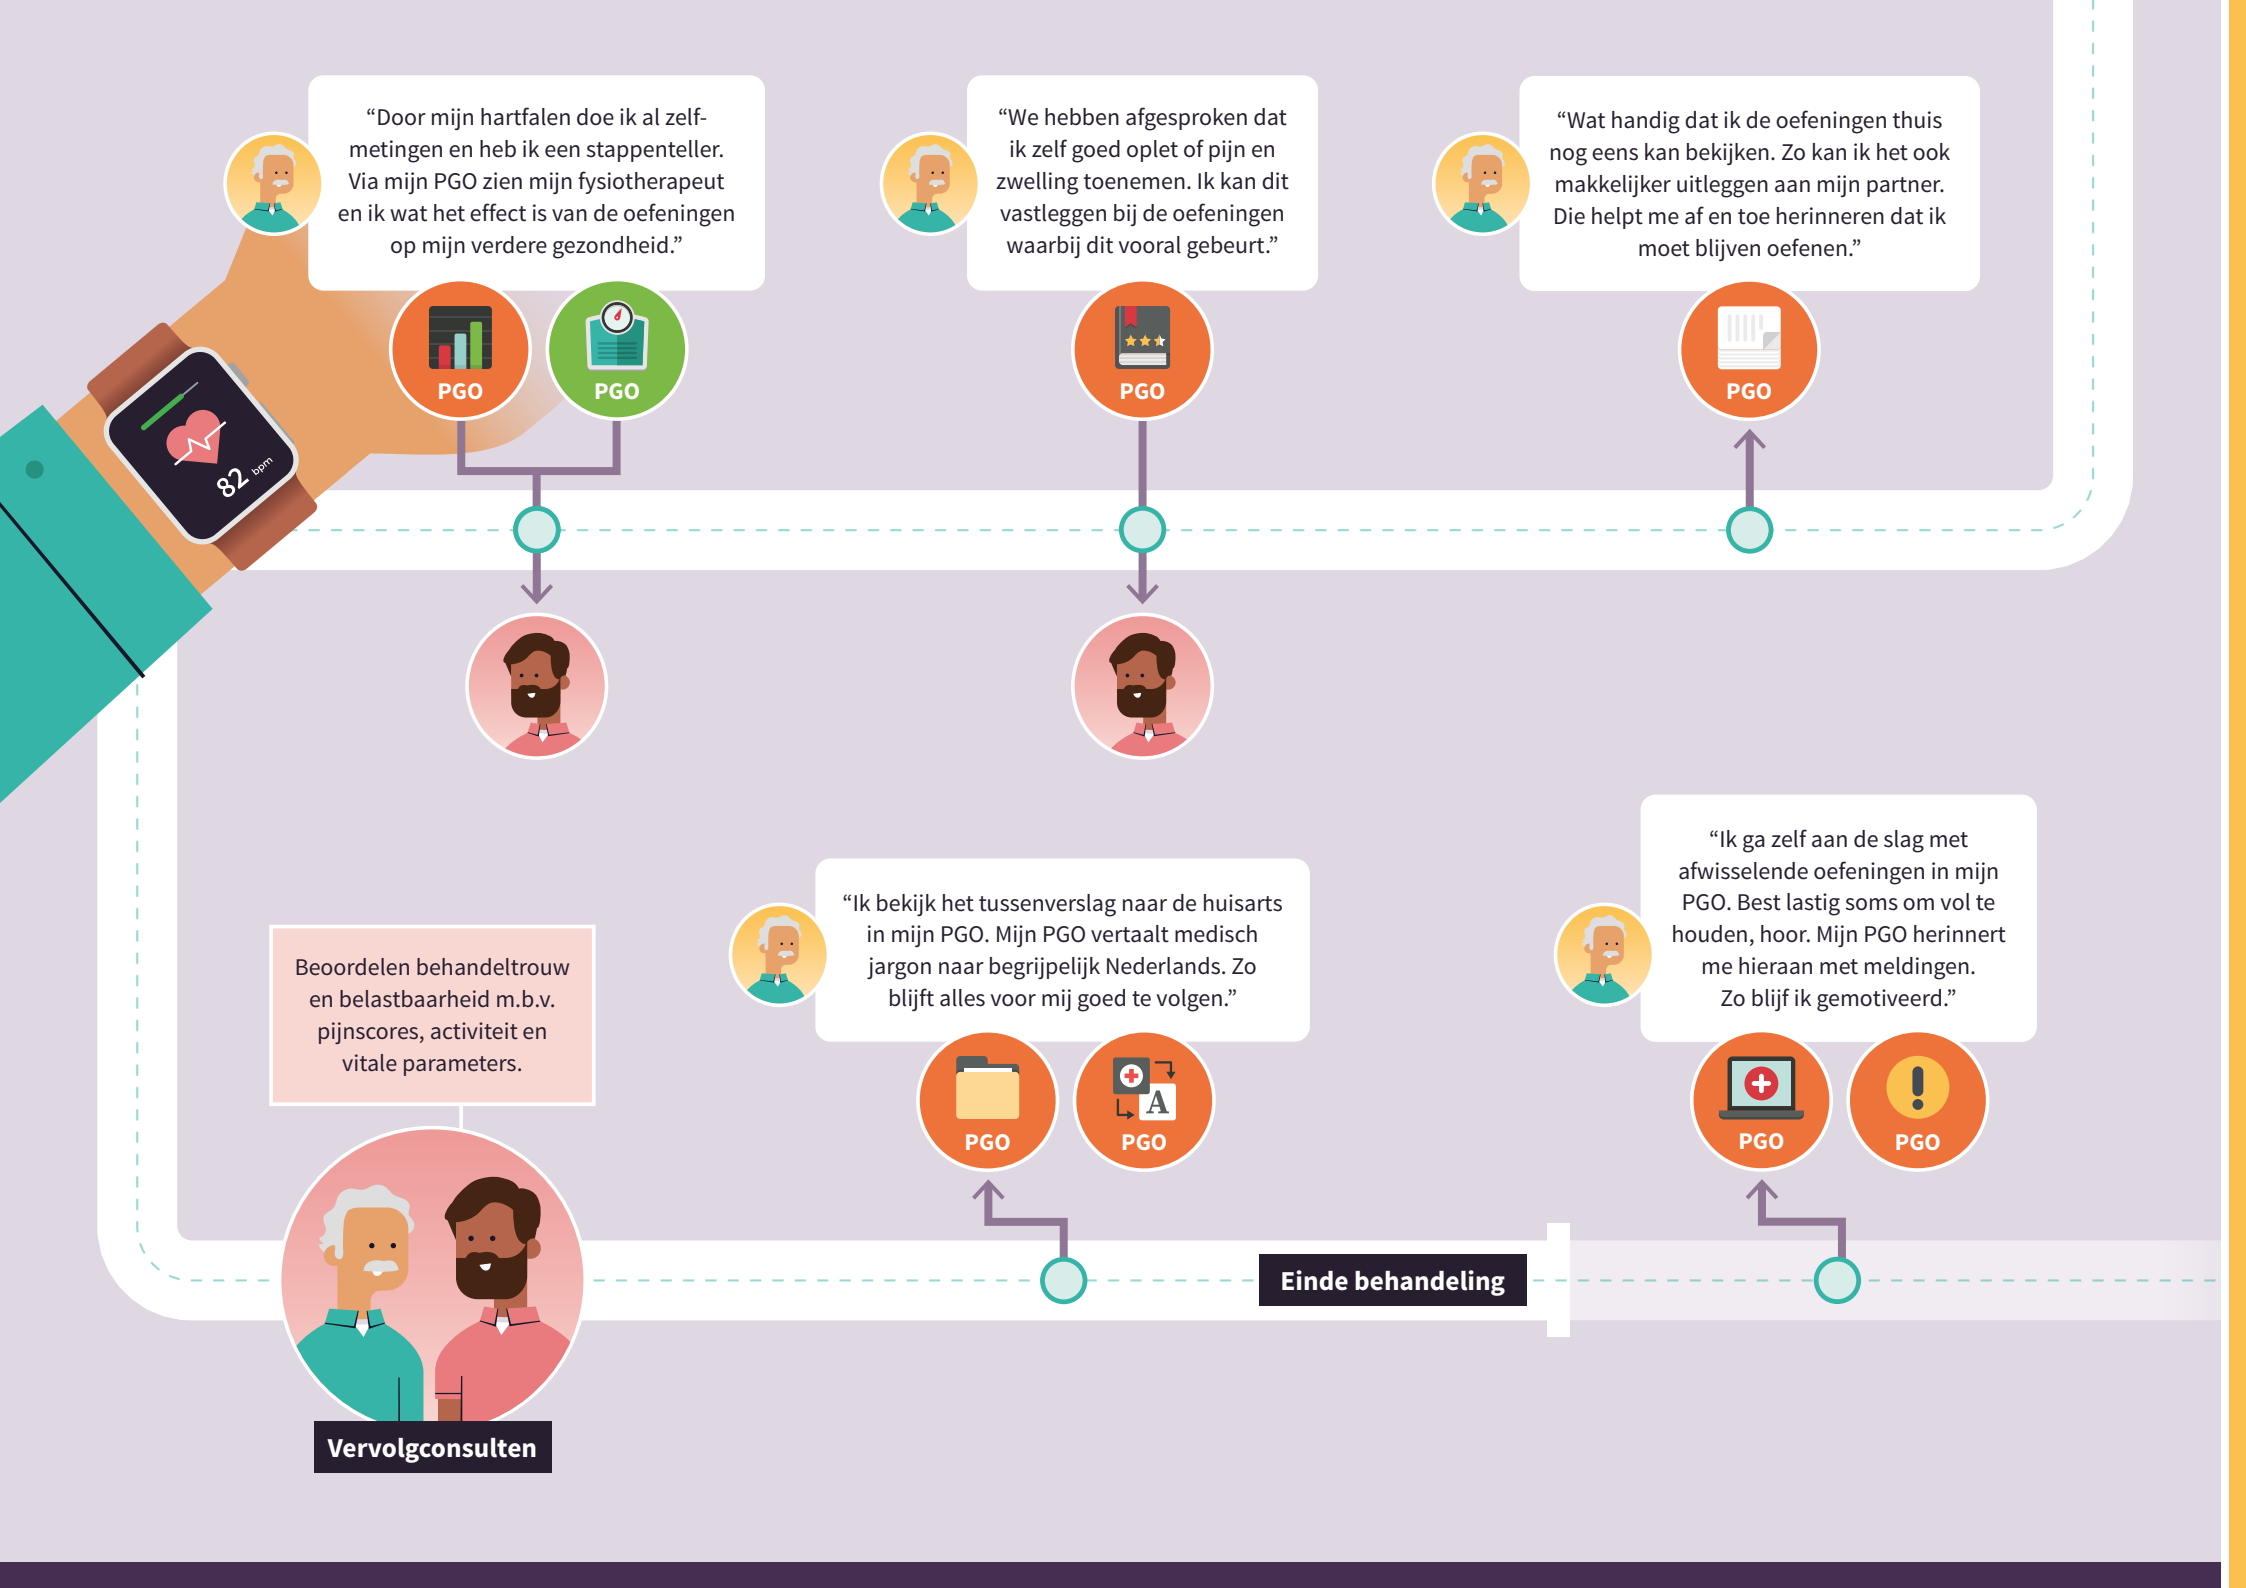 “Door mijn hartfalen doe ik al zelf-
metingen en heb ik een stappenteller.
Via mijn PGO zien mijn fysiotherapeut
en ik wat het effect is van de oefeningen
op mijn verdere gezondheid.”
PGO
PGO
“We hebben afgesproken dat
ik zelf goed oplet of pijn en
zwelling toenemen. Ik kan dit
vastleggen bij de oefeningen
waarbij dit vooral gebeurt.”
PGO
“Wat handig dat ik de oefeningen thuis
nog eens kan bekijken. Zo kan ik het ook
makkelijker uitleggen aan mijn partner.
Die helpt me af en toe herinneren dat ik
moet blijven oefenen.”
PGO
82 bpm
Beoordelen behandeltrouw
en belastbaarheid m.b.v.
pijnscores, activiteit en
vitale parameters.
Vervolgconsulten
“Ik bekijk het tussenverslag naar de huisarts
in mijn PGO. Mijn PGO vertaalt medisch
jargon naar begrijpelijk Nederlands. Zo
blijft alles voor mij goed te volgen.”
PGO
A
PGO
Einde behandeling
“Ik ga zelf aan de slag met
afwisselende oefeningen in mijn
PGO. Best lastig soms om vol te
houden, hoor. Mijn PGO herinnert
me hieraan met meldingen.
Zo blijf ik gemotiveerd.”
PGO
PGO